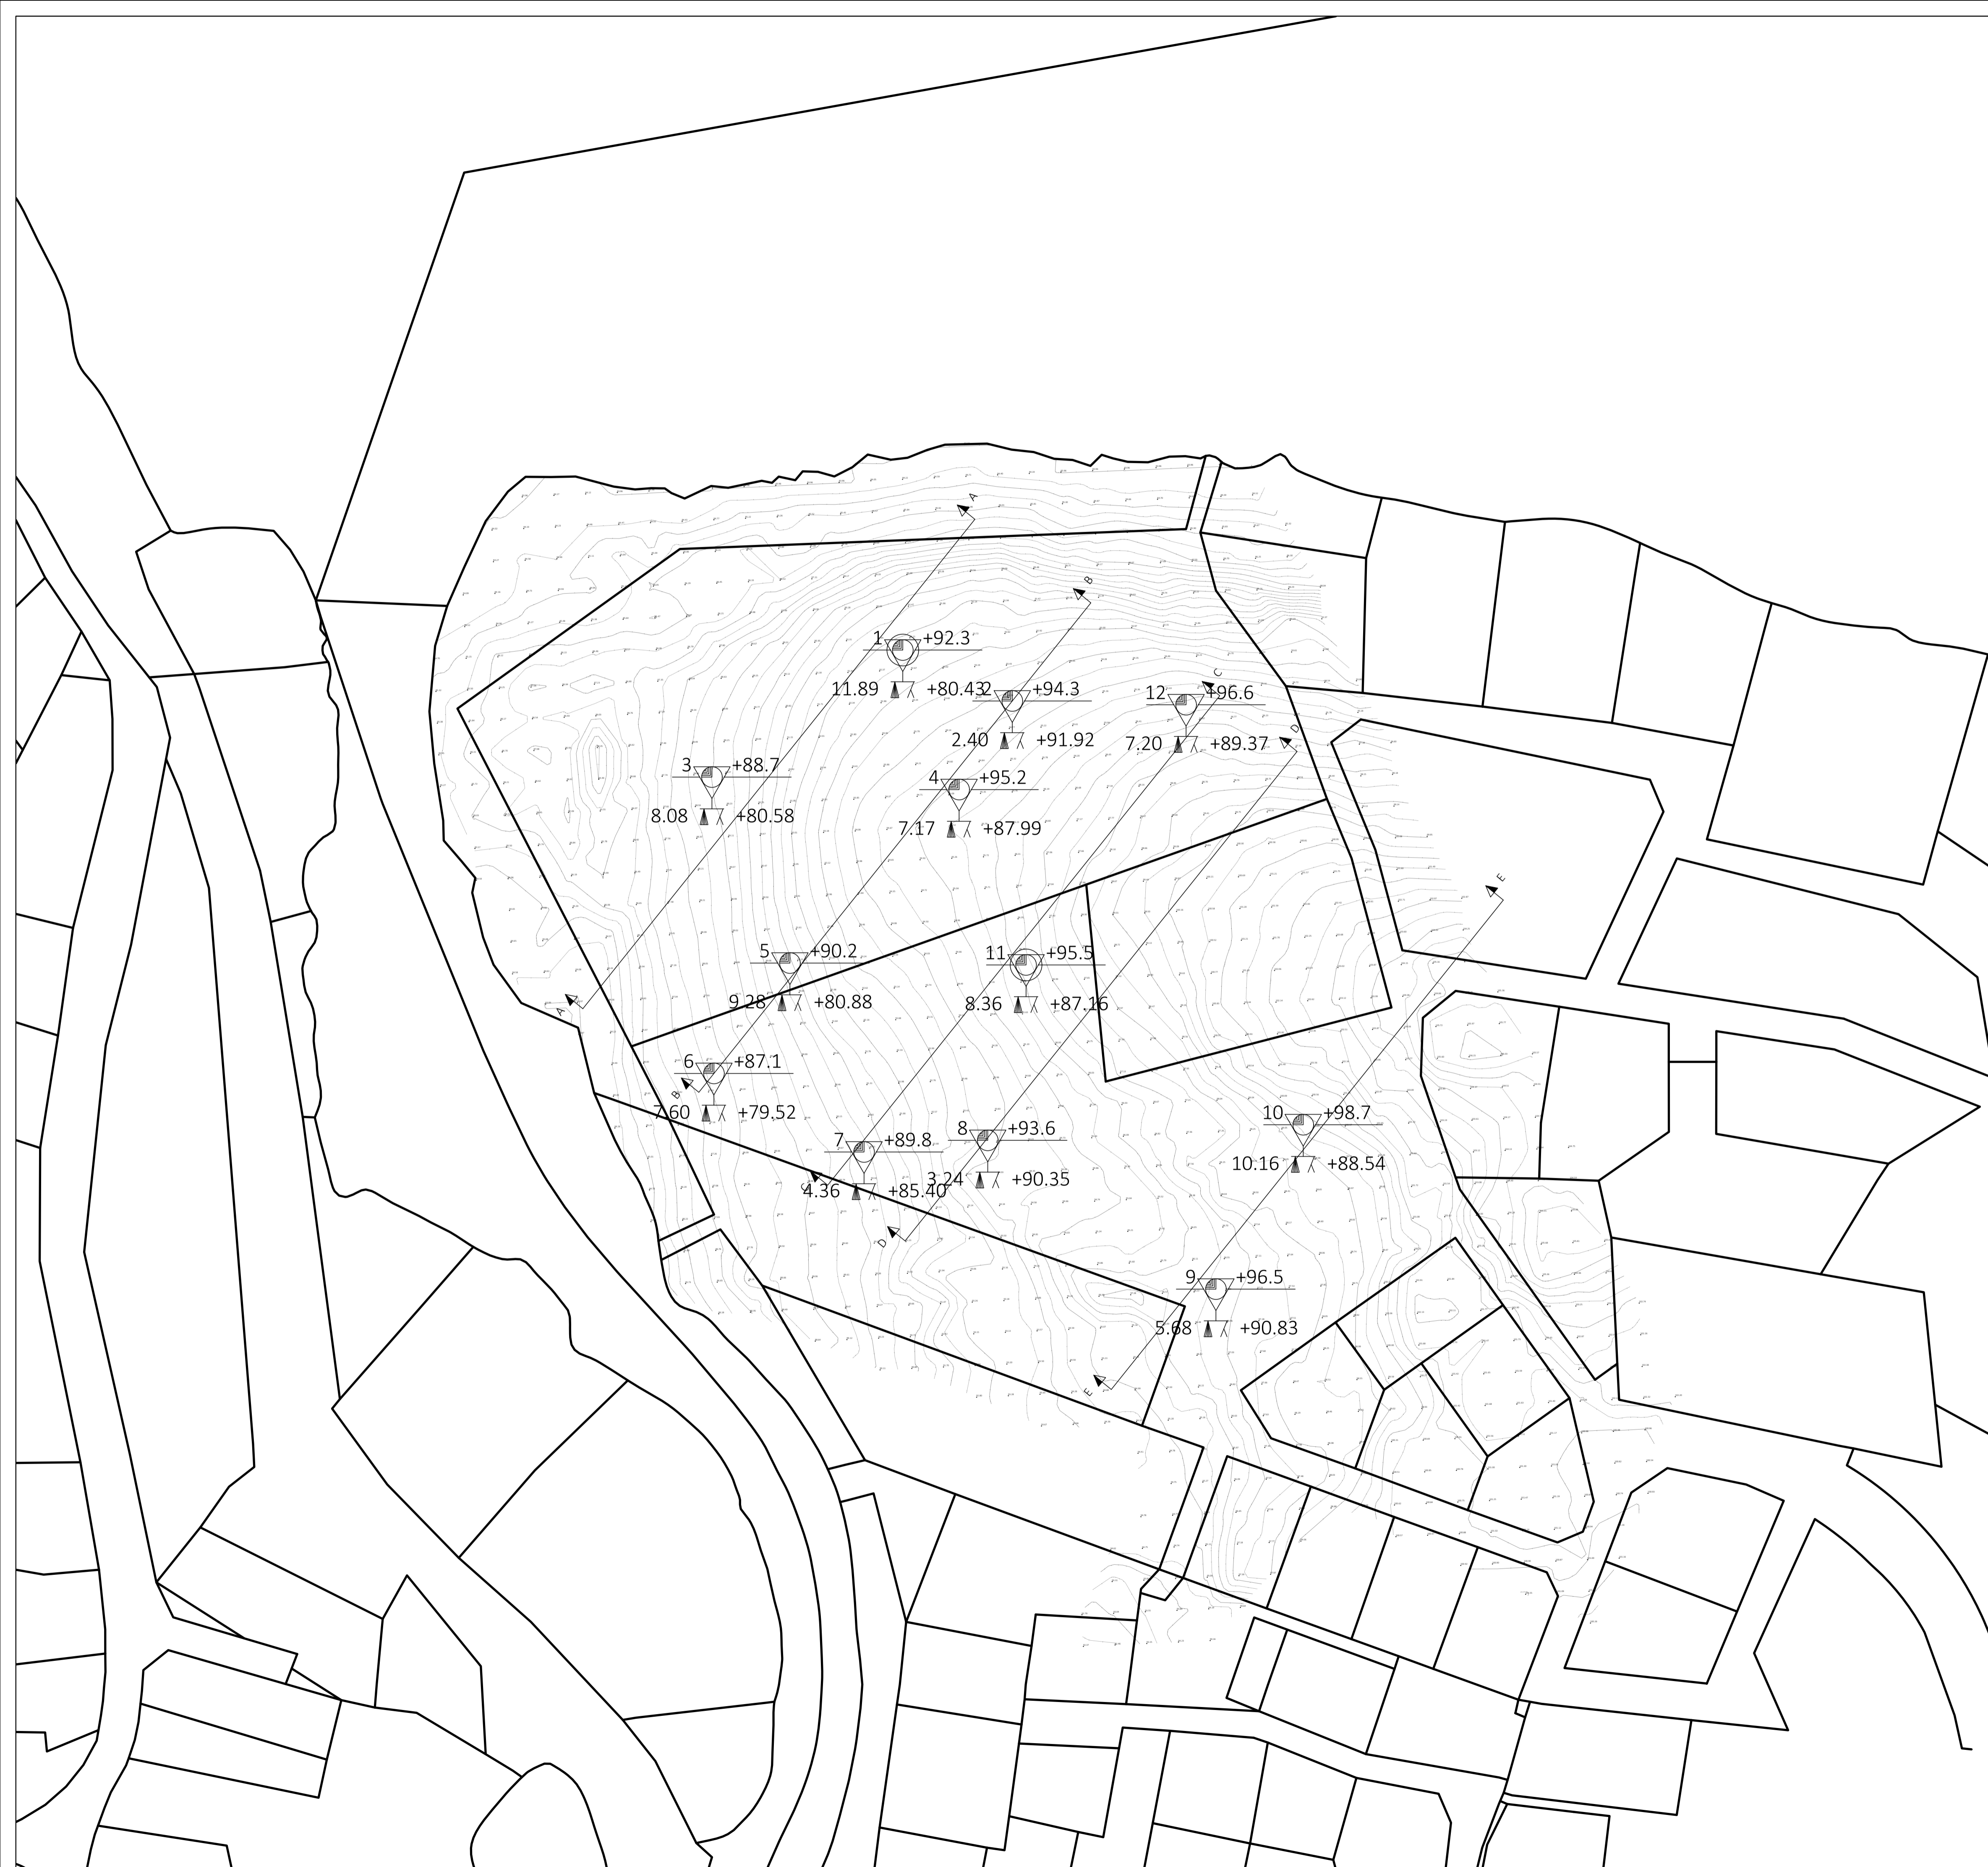 A
B
1 +92.3
11.89 +80.43
2 +94.3
2.40 +91.92
C
12 +96.6
7.20 +89.37
D
3 +88.7
8.08 +80.58
4 +95.2
7.17 +87.99
E
5 +90.2
9.28 +80.88
11 +95.5
8.36 +87.16
A
6 +87.1
B
7.60 +79.52
10 +98.7
10.16 +88.54
7 +89.8
8 +93.6
C
4.36 +85.40
3.24 +90.35
D
9 +96.5
5.68 +90.83
E